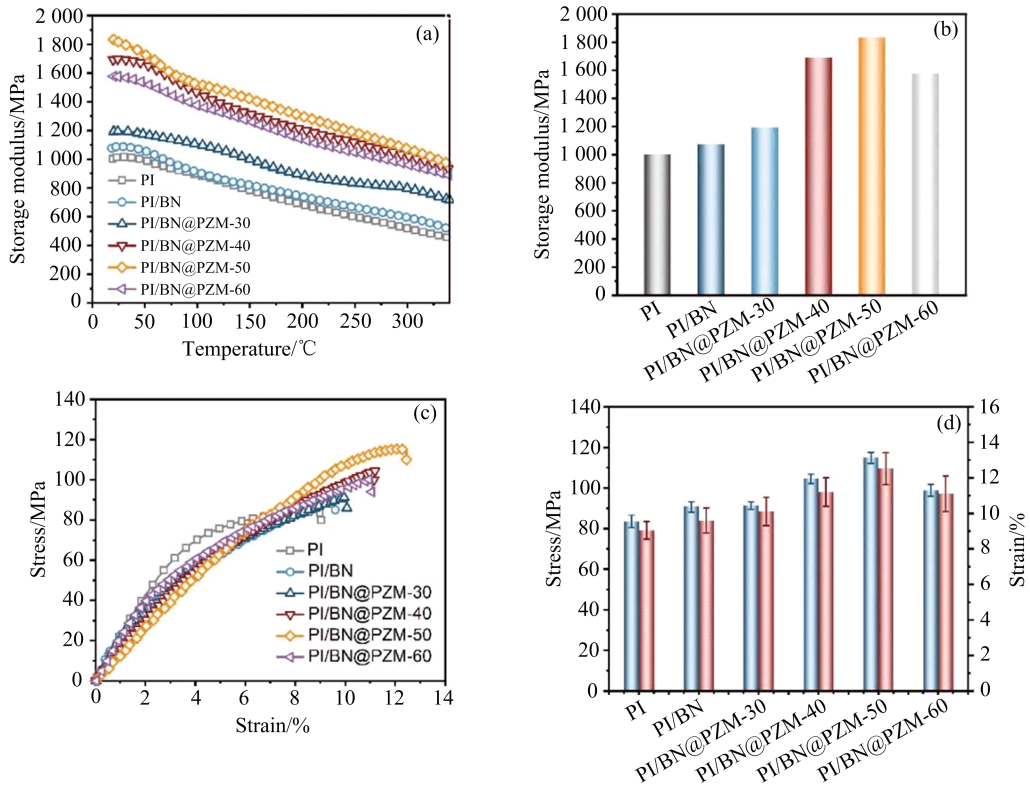 (a)
Storage modulus/MPa
2 000
1 800
1 600
1 400
1 200
1 000
800
600
400
200
0
PI
PI/BN
PI/BN@PZM-30
PI/BN@PZM-40
PI/BN@PZM-50
PI/BN@PZM-60
0 50 100 150 200 250 300
Temperature/℃
(b)
Storage modulus/MPa
2 000
1 800
1 600
1 400
1 200
1 000
800
600
400
200
0
PI
PI/BN
PI/BN@PZM-30
PI/BN@PZM-40
PI/BN@PZM-50
PI/BN@PZM-60
(c)
Stress/MPa
140
120
100
80
60
40
20
0
PI
PI/BN
PI/BN@PZM-30
PI/BN@PZM-40
PI/BN@PZM-50
PI/BN@PZM-60
0 2 4 6 8 10 12 14
Strain/%
(d)
Stress/MPa
140
120
100
80
60
40
20
0
16
14
12
10
8
6
4
2
0
Strain/%
PI
PI/BN
PI/BN@PZM-30
PI/BN@PZM-40
PI/BN@PZM-50
PI/BN@PZM-60